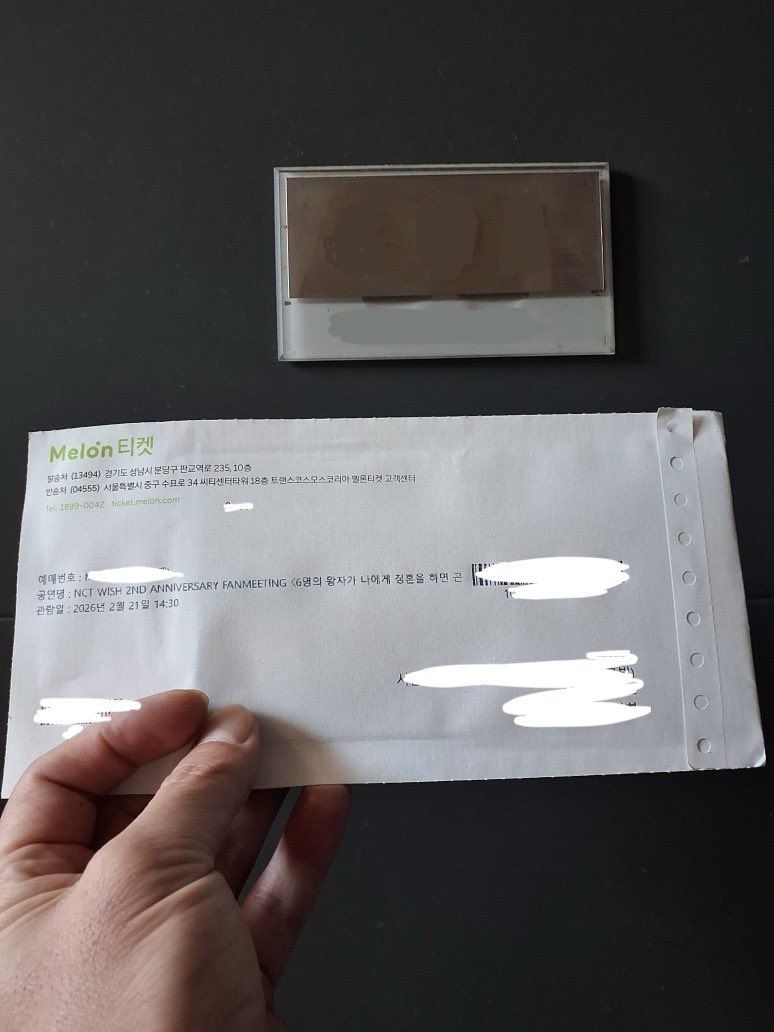 Melon 티켓
발송처 (13494) 경기도 성남시 분당구 판교역로 235, 10층
반송처 (04555) 서울특별시 중구 수표로 34 씨티센터타워 18층 트랜스코스모스코리아 멜론티켓 고객센터
Tel. 1899-0042 ticket.melon.com
예매번호 :
공연명 : NCT WISH 2ND ANNIVERSARY FANMEETING <6명의 왕자가 나에게 청혼을 하면 곤
관람일 : 2026년 2월 21일 14:30